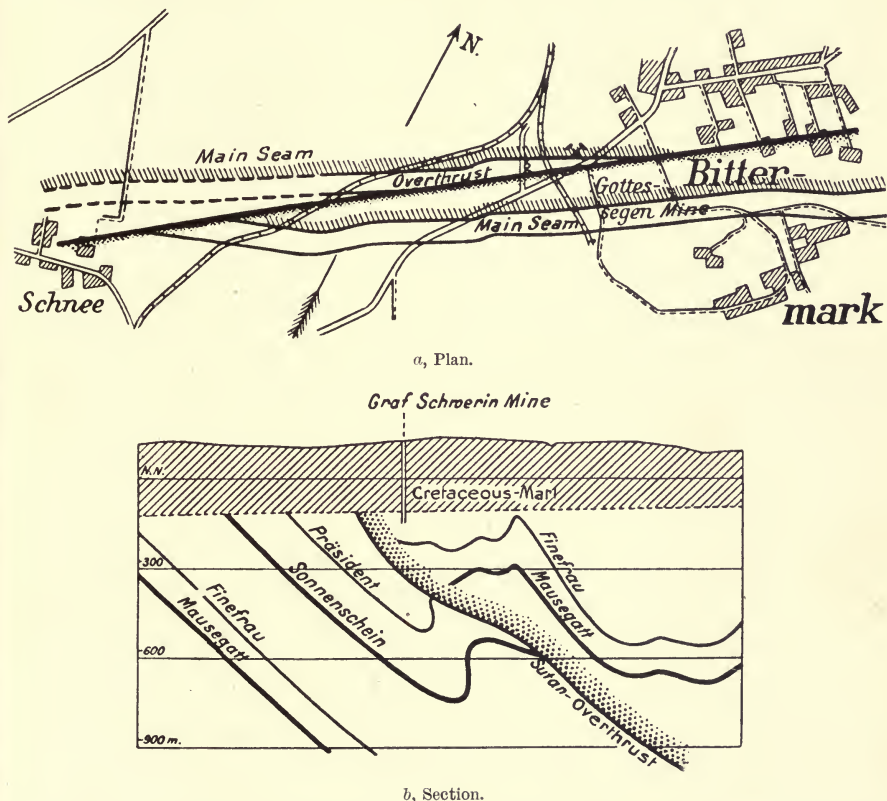 N.
Main Seam
Overthrust
Bitter-
Gottes-
segen Mine
Main Seam
Schnee
mark
a, Plan.
Graf Schwerin Mine
N.N.
Cretaceous-Marl
Präsident
Finefrau
-300
Sonnenschein
Mausegatt
Finefrau
Mausegatt
-600
Sutan-Overthrust
-900 m.
b, Section.